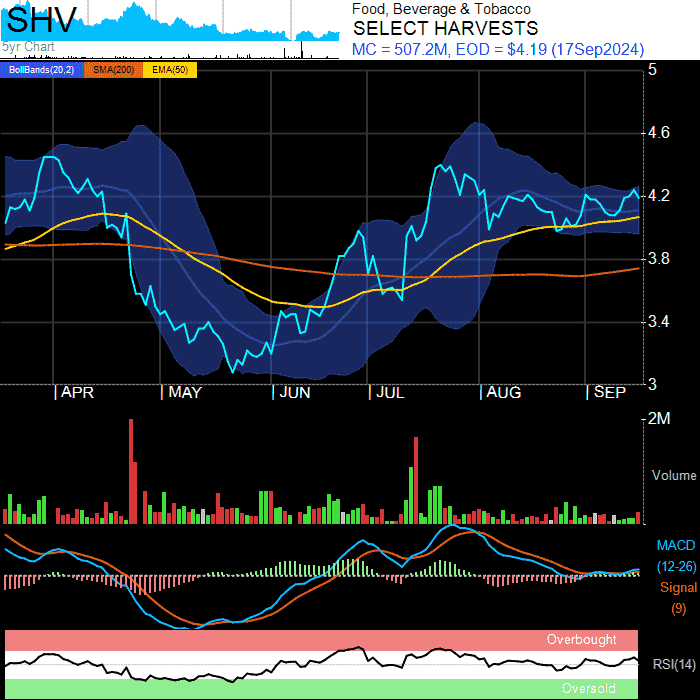 SHV
5yr Chart
Food, Beverage & Tobacco
SELECT HARVESTS
MC = 507.2M, EOD = $4.19 (17Sep2024)
BollBands(20,2) SMA(200) EMA(50)
5
4.6
4.2
3.8
3.4
3
APR MAY JUN JUL AUG SEP
2M
Volume
MACD
(12-26)
Signal
(9)
Overbought
RSI(14)
Oversold